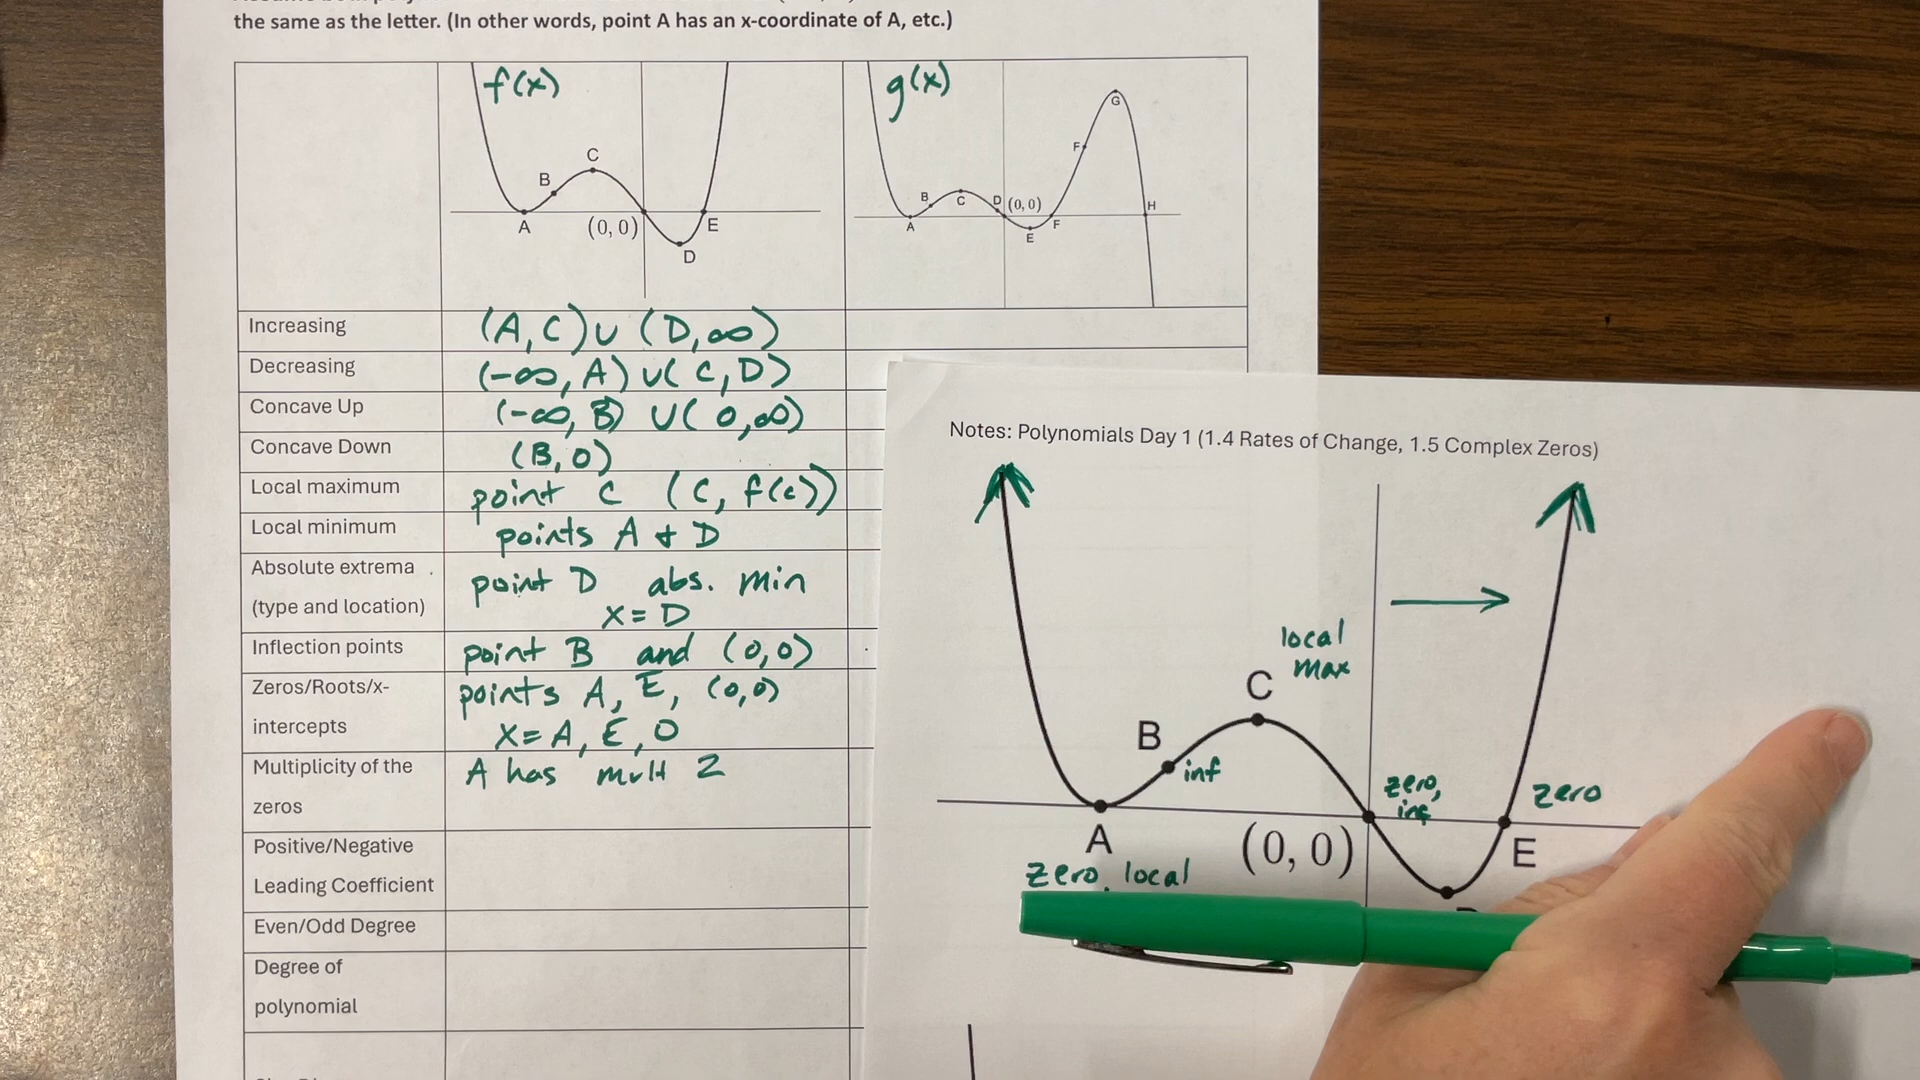 the same as the letter. (In other words, point A has an x-coordinate of A, etc.)
f(x)
C
B
A
(0, 0)
E
D
g(x)
G
F
B
C
D
(0, 0)
H
A
E
F
Increasing
(A, C) ∪ (D, ∞)
Decreasing
(-∞, A) ∪ (C, D)
Concave Up
(-∞, B) ∪ (0, ∞)
Concave Down
(B, 0)
Local maximum
point C (C, f(c))
Local minimum
points A + D
Absolute extrema
(type and location)
point D abs. min
x = D
Inflection points
point B and (0, 0)
Zeros/Roots/x-
intercepts
points A, E, (0, 0)
x = A, E, 0
Multiplicity of the
zeros
A has mult 2
Positive/Negative
Leading Coefficient
Even/Odd Degree
Degree of
polynomial
Notes: Polynomials Day 1 (1.4 Rates of Change, 1.5 Complex Zeros)
local
max
C
B
inf
zero,
inf
zero
A
(0, 0)
E
zero, local